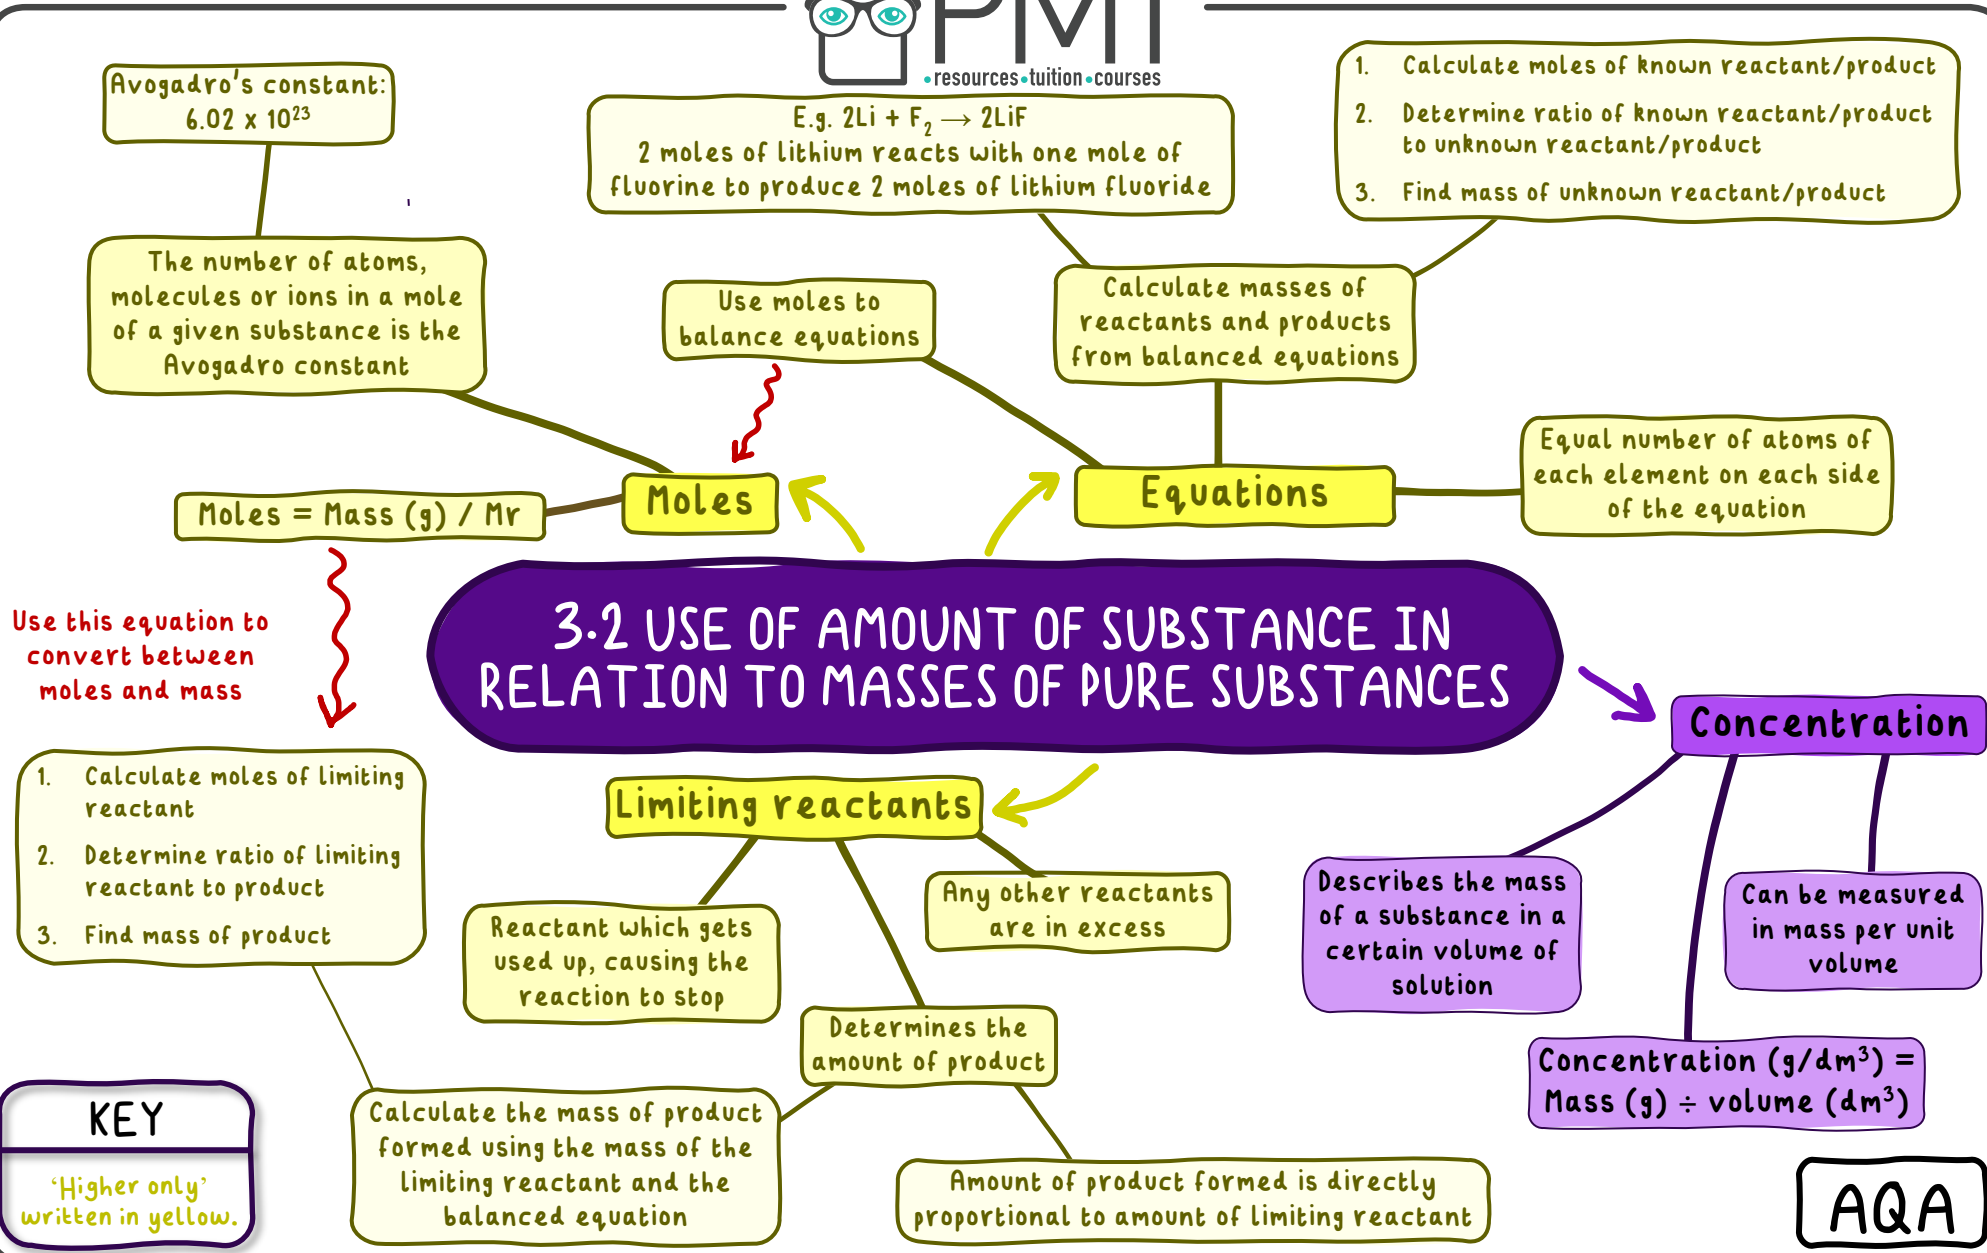 PMT
•resources•tuition•courses
Avogadro's constant:
6.02 x 10²³
E.g. 2Li + F₂ → 2LiF
2 moles of lithium reacts with one mole of
fluorine to produce 2 moles of lithium fluoride
1. Calculate moles of known reactant/product
2. Determine ratio of known reactant/product
to unknown reactant/product
3. Find mass of unknown reactant/product
The number of atoms,
molecules or ions in a mole
of a given substance is the
Avogadro constant
Use moles to
balance equations
Calculate masses of
reactants and products
from balanced equations
Equal number of atoms of
each element on each side
of the equation
Moles = Mass (g) / Mr
Moles
Equations
Use this equation to
convert between
moles and mass
3.2 USE OF AMOUNT OF SUBSTANCE IN
RELATION TO MASSES OF PURE SUBSTANCES
Concentration
1. Calculate moles of limiting
reactant
2. Determine ratio of limiting
reactant to product
3. Find mass of product
Limiting reactants
Reactant which gets
used up, causing the
reaction to stop
Any other reactants
are in excess
Describes the mass
of a substance in a
certain volume of
solution
Can be measured
in mass per unit
volume
Determines the
amount of product
Concentration (g/dm³) =
Mass (g) ÷ volume (dm³)
Calculate the mass of product
formed using the mass of the
limiting reactant and the
balanced equation
Amount of product formed is directly
proportional to amount of limiting reactant
KEY
'Higher only'
written in yellow.
AQA